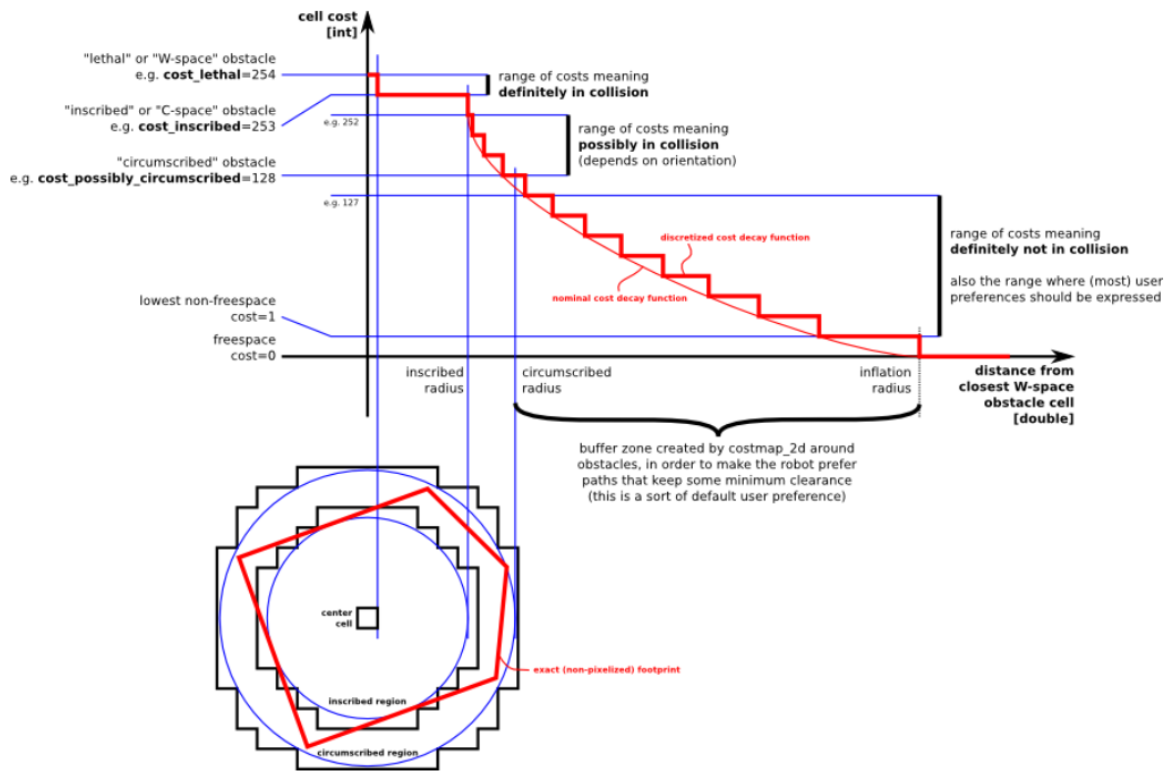 cell cost
[int]
"lethal" or "W-space" obstacle
e.g. cost_lethal=254
range of costs meaning
definitely in collision
"inscribed" or "C-space" obstacle
e.g. cost_inscribed=253
e.g. 252
range of costs meaning
possibly in collision
(depends on orientation)
"circumscribed" obstacle
e.g. cost_possibly_circumscribed=128
e.g. 127
range of costs meaning
definitely not in collision
also the range where (most) user
preferences should be expressed
discretized cost decay function
nominal cost decay function
lowest non-freespace
cost=1
freespace
cost=0
inscribed
radius
circumscribed
radius
inflation
radius
distance from
closest W-space
obstacle cell
[double]
buffer zone created by costmap_2d around
obstacles, in order to make the robot prefer
paths that keep some minimum clearance
(this is a sort of default user preference)
center
cell
exact (non-pixelized) footprint
inscribed region
circumscribed region